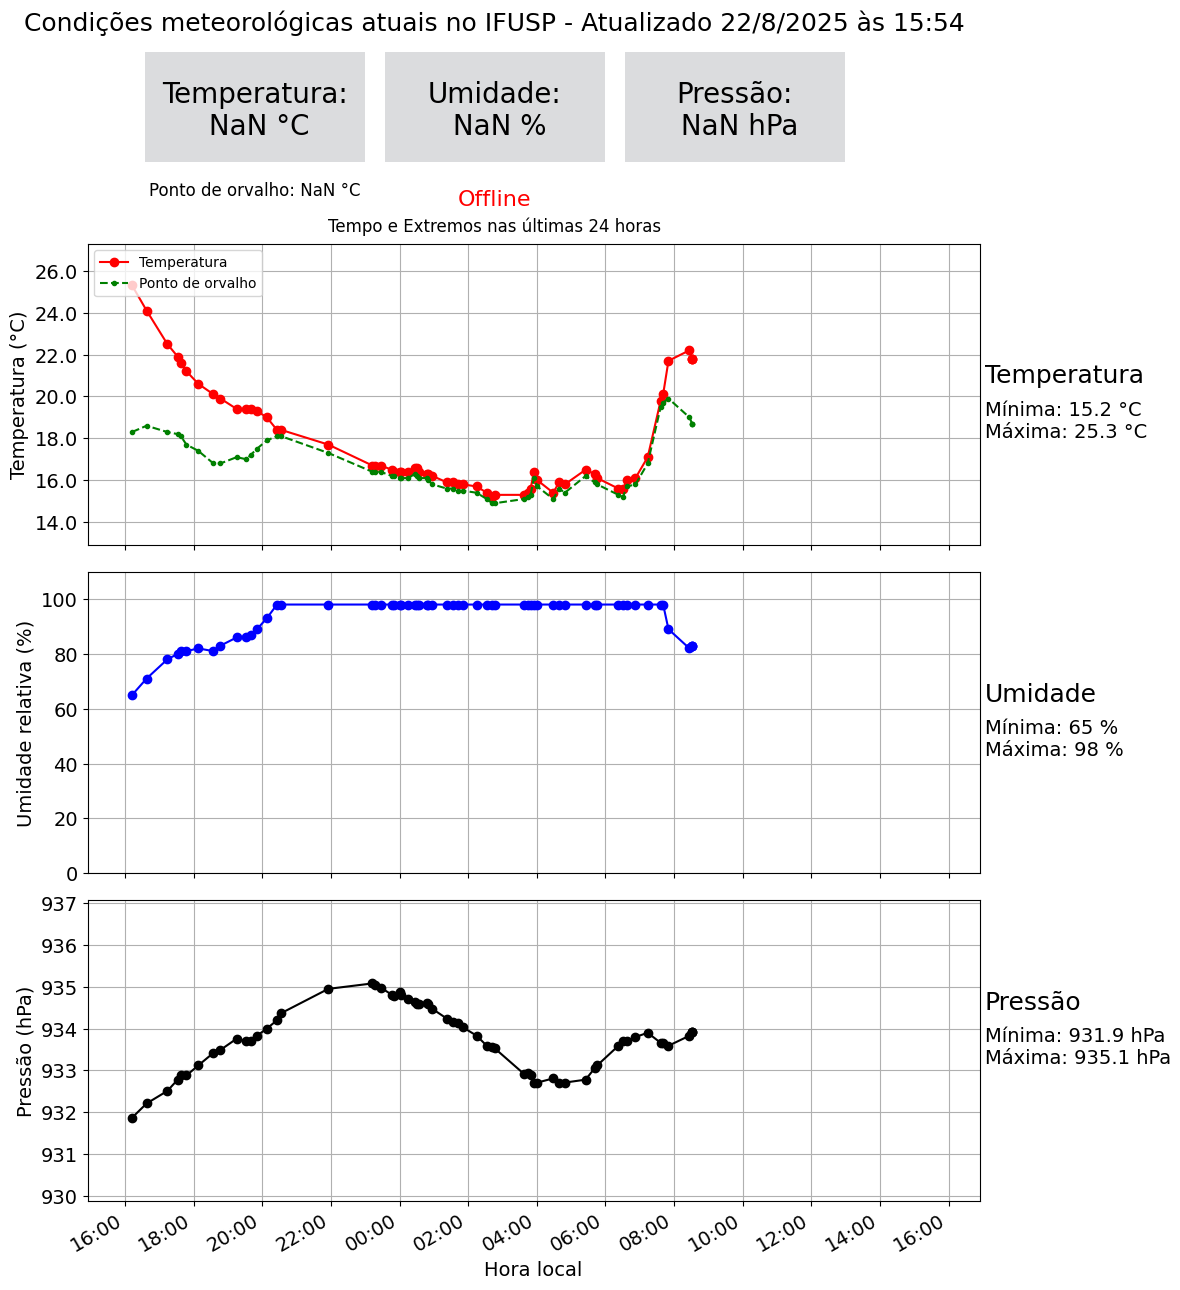 Condições meteorológicas atuais no IFUSP - Atualizado 22/8/2025 às 15:54
Temperatura:
NaN °C
Umidade:
NaN %
Pressão:
NaN hPa
Ponto de orvalho: NaN °C
Offline
Tempo e Extremos nas últimas 24 horas
Temperatura
Ponto de orvalho
Temperatura (°C)
26.0
24.0
22.0
20.0
18.0
16.0
14.0
Temperatura
Mínima: 15.2 °C
Máxima: 25.3 °C
Umidade relativa (%)
100
80
60
40
20
0
Umidade
Mínima: 65 %
Máxima: 98 %
Pressão (hPa)
937
936
935
934
933
932
931
930
Pressão
Mínima: 931.9 hPa
Máxima: 935.1 hPa
16:00
18:00
20:00
22:00
00:00
02:00
04:00
06:00
08:00
10:00
12:00
14:00
16:00
Hora local